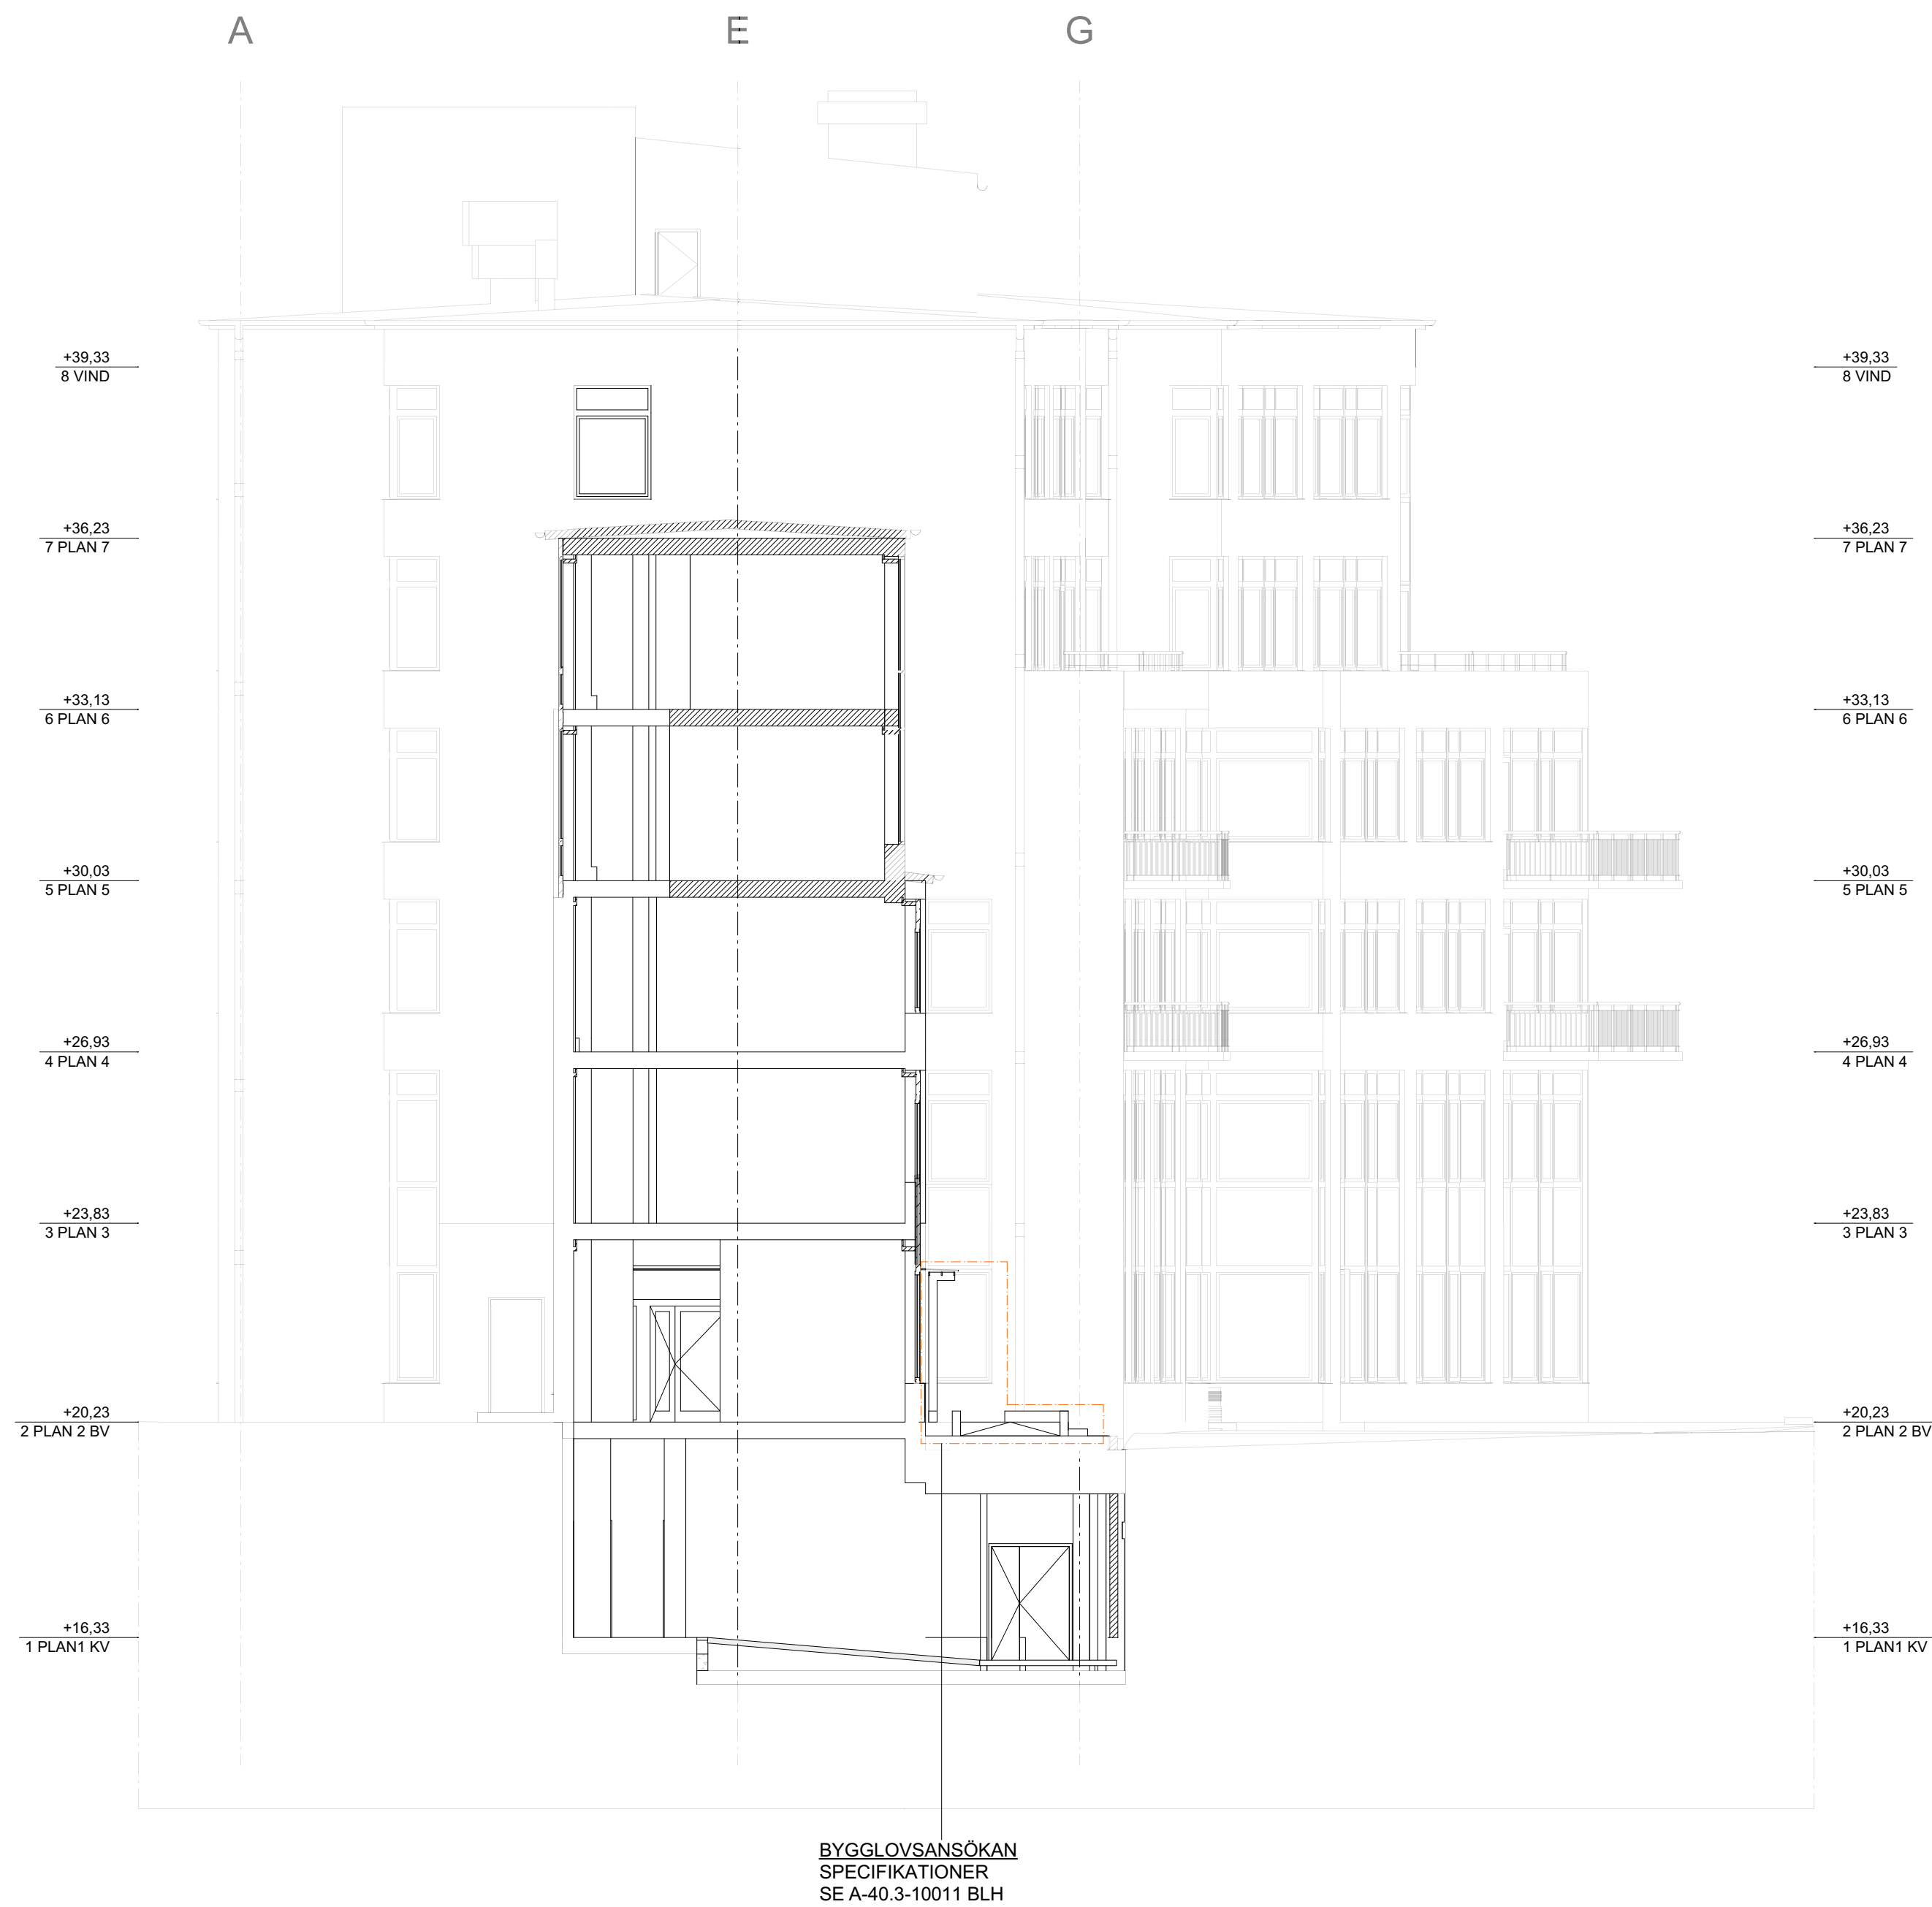 A E G
+39,33 +39,33
8 VIND 8 VIND
+36,23 +36,23
7 PLAN 7 7 PLAN 7
+33,13 +33,13
6 PLAN 6 6 PLAN 6
+30,03 +30,03
5 PLAN 5 5 PLAN 5
+26,93 +26,93
4 PLAN 4 4 PLAN 4
+23,83 +23,83
3 PLAN 3 3 PLAN 3
+20,23 +20,23
2 PLAN 2 BV 2 PLAN 2 BV
+16,33 +16,33
1 PLAN1 KV 1 PLAN1 KV
BYGGLOVSANSÖKAN
SPECIFIKATIONER
SE A-40.3-10011 BLH